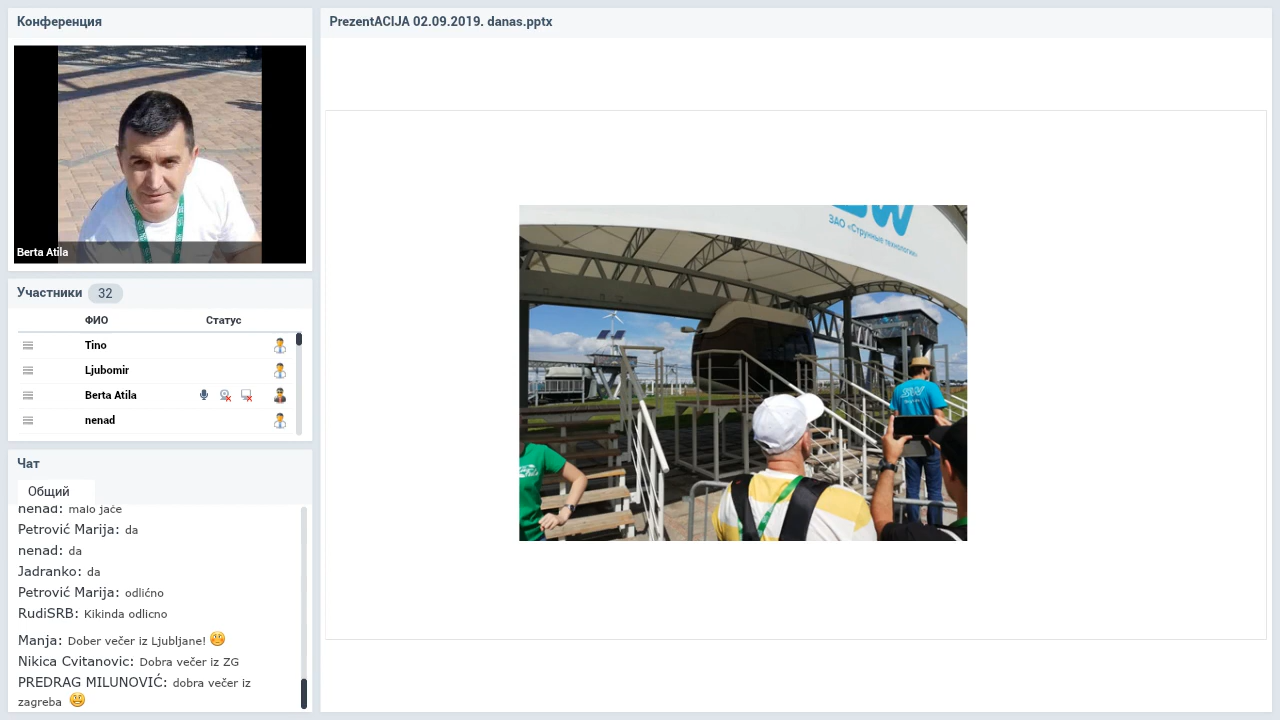 Конференция
Berta Atila
Участники 32
ФИО Статус
Tino
Ljubomir
Berta Atila
nenad
Чат
Общий
nenad: malo jače
Petrović Marija: da
nenad: da
Jadranko: da
Petrović Marija: odlićno
RudiSRB: Kikinda odlicno
Manja: Dober večer iz Ljubljane!
Nikica Cvitanovic: Dobra večer iz ZG
PREDRAG MILUNOVIĆ: dobra večer iz
zagreba
PrezentACIJA 02.09.2019. danas.pptx
ЗАО «Струнные технологии»